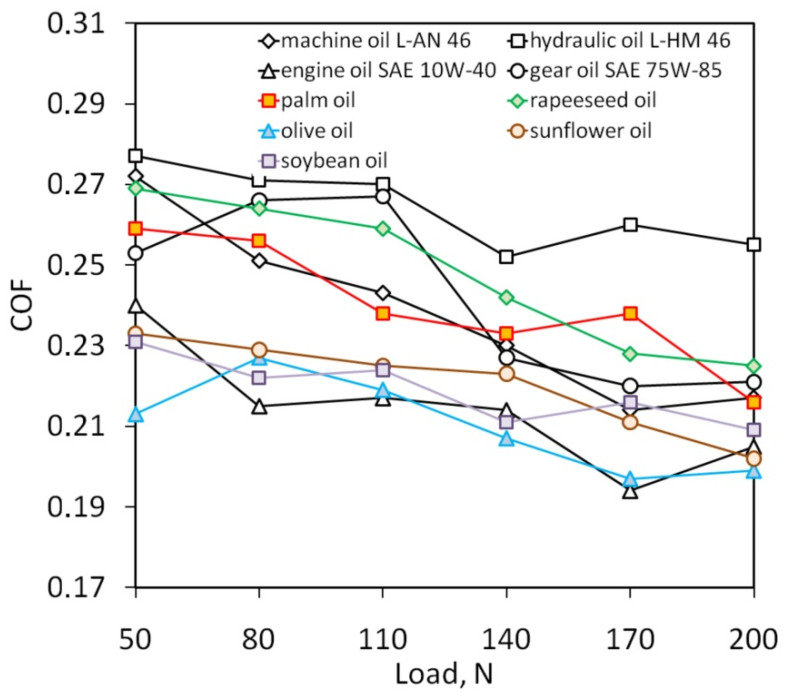 0.31
machine oil L-AN 46 hydraulic oil L-HM 46
engine oil SAE 10W-40 gear oil SAE 75W-85
palm oil rapeeseed oil
olive oil sunflower oil
soybean oil
0.29
0.27
0.25
0.23
0.21
0.19
0.17
COF
50 80 110 140 170 200
Load, N